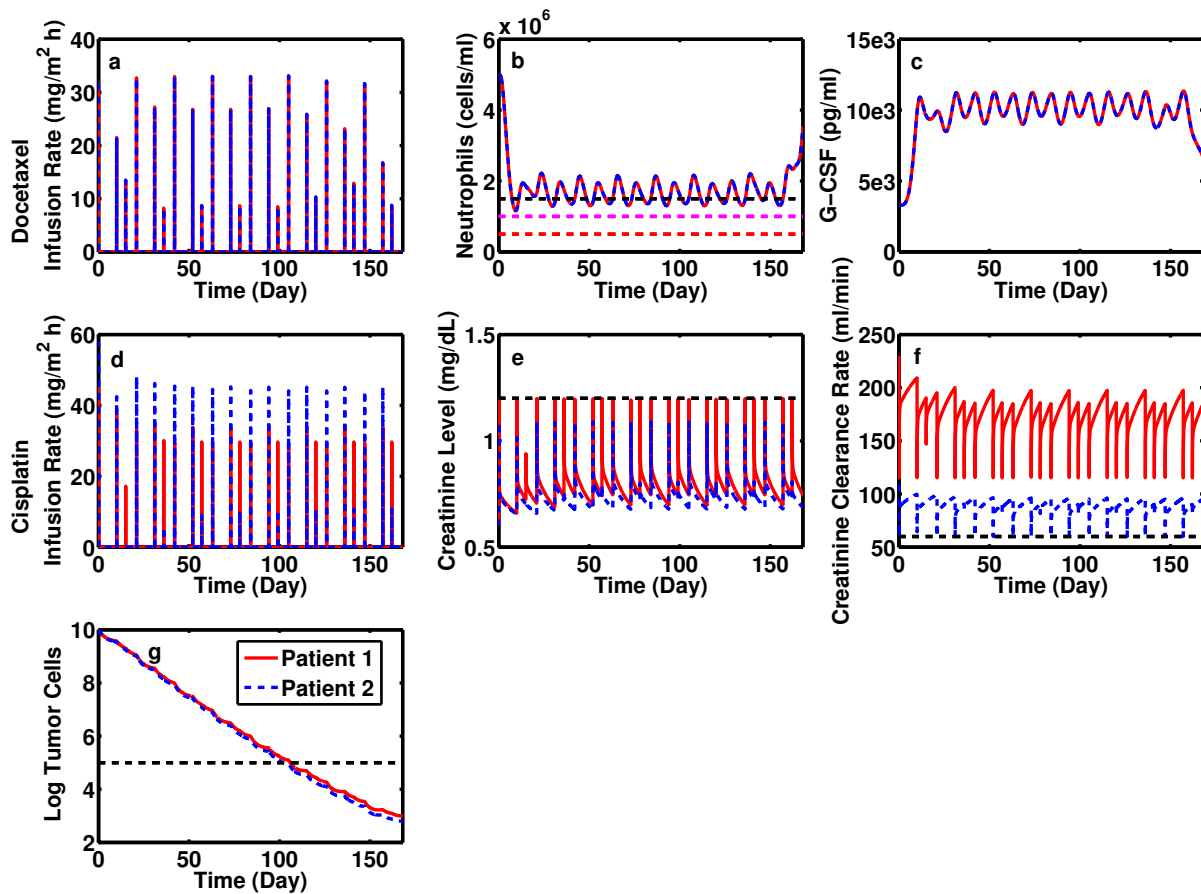 a
Docetaxel
Infusion Rate (mg/m² h)
40
30
20
10
0
0 50 100 150
Time (Day)
x 10⁶
b
Neutrophils (cells/ml)
6
4
2
0
0 50 100 150
Time (Day)
c
G-CSF (pg/ml)
15e3
10e3
5e3
0
0 50 100 150
Time (Day)
d
Cisplatin
Infusion Rate (mg/m² h)
60
40
20
0
0 50 100 150
Time (Day)
e
Creatinine Level (mg/dL)
1.5
1
0.5
0 50 100 150
Time (Day)
f
Creatinine Clearance Rate (ml/min)
250
200
150
100
50
0 50 100 150
Time (Day)
g
Log Tumor Cells
10
8
6
4
2
0 50 100 150
Time (Day)
Patient 1
Patient 2